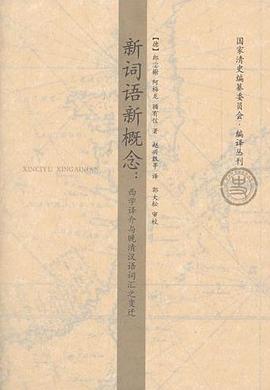 国家清史编纂委员会·编译丛刊
【德】郎宓榭 阿梅龙 顾有信 著 赵兴胜 等 译 郭大松 审校
新词语新概念：
西学译介与晚清汉语词汇之变迁
XINCIYU XINGAINIAN